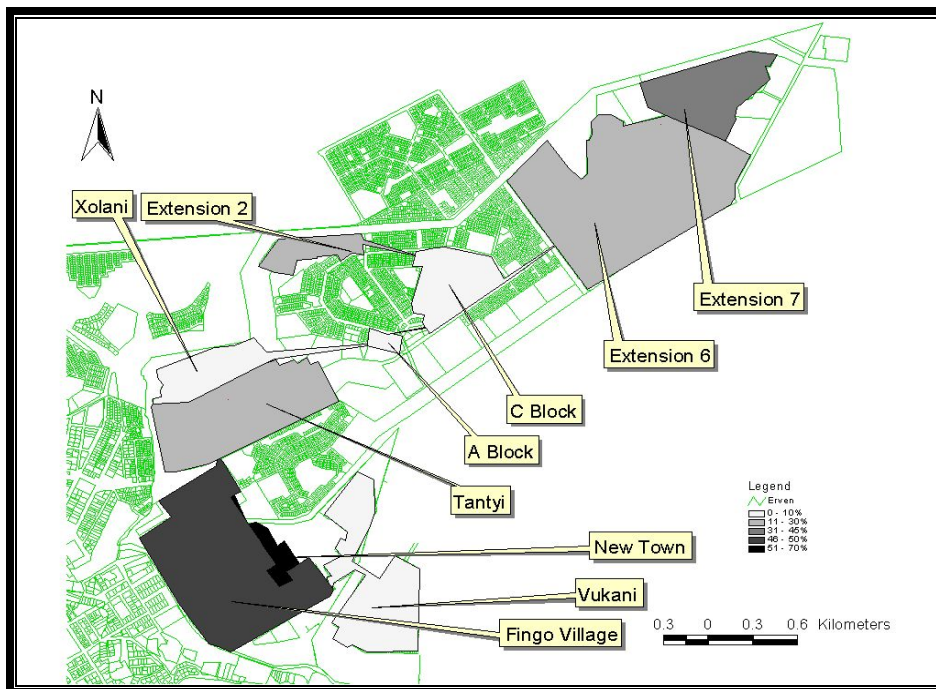 N
Xolani
Extension 2
Extension 7
Extension 6
C Block
A Block
Tantyi
New Town
Vukani
Fingo Village
Legend
Erven
0 - 10%
11 - 30%
31 - 45%
46 - 50%
51 - 70%
0.3 0 0.3 0.6 Kilometers